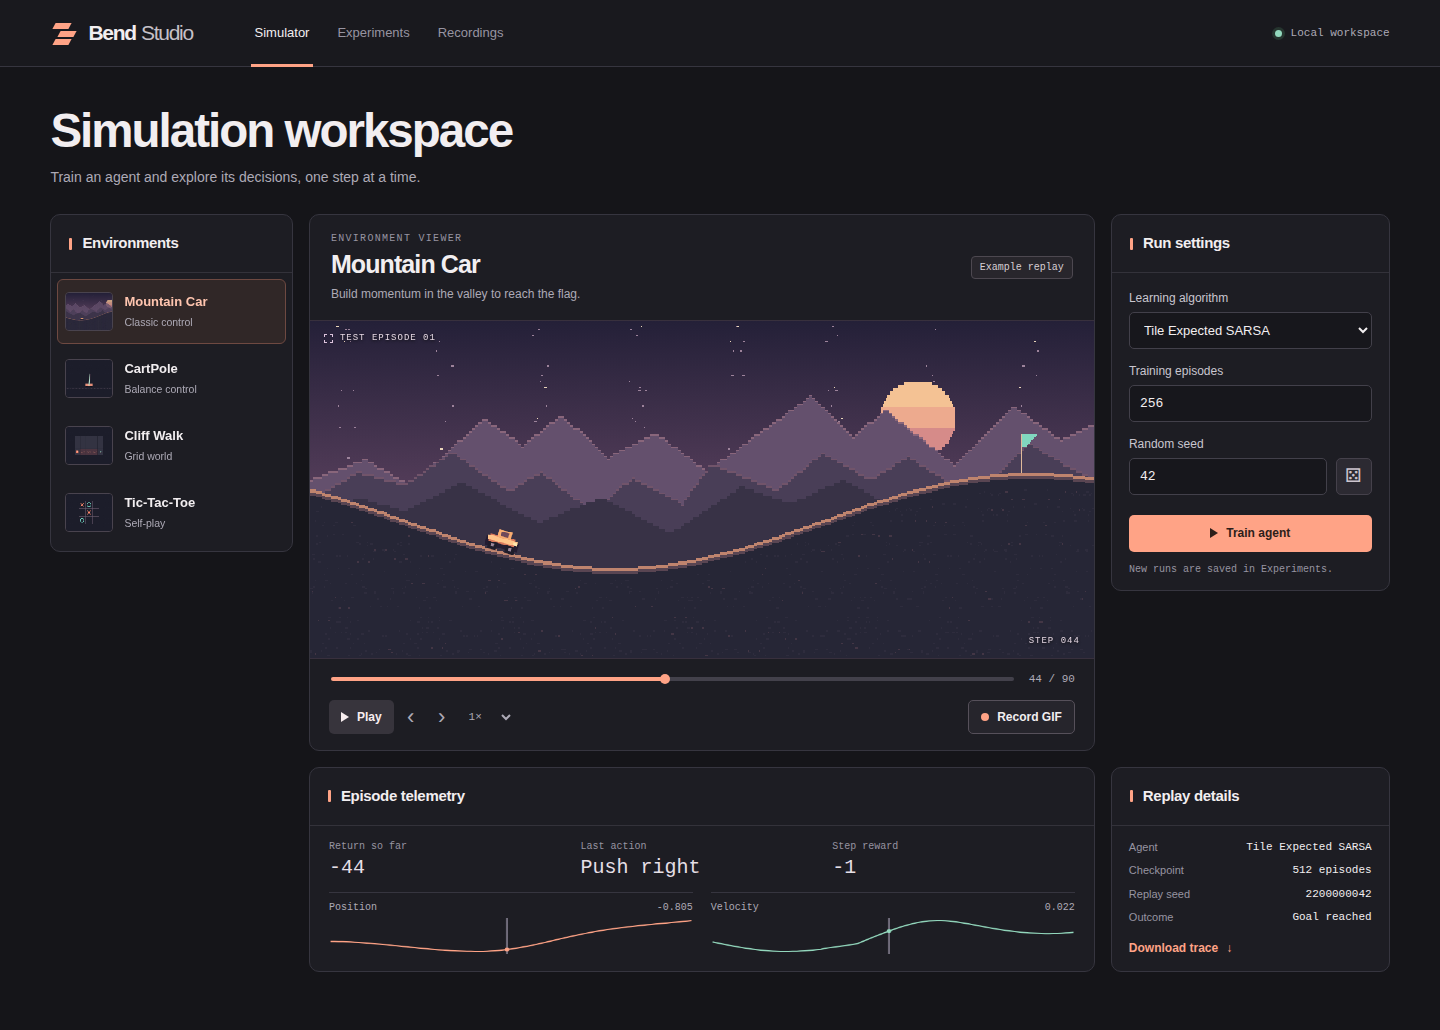 Bend Studio
Simulator
Experiments
Recordings
Local workspace
Simulation workspace
Train an agent and explore its decisions, one step at a time.
Environments
Mountain Car
Classic control
CartPole
Balance control
Cliff Walk
Grid world
Tic-Tac-Toe
Self-play
ENVIRONMENT VIEWER
Mountain Car
Build momentum in the valley to reach the flag.
Example replay
TEST EPISODE 01
STEP 044
44 / 90
Play
1×
Record GIF
Run settings
Learning algorithm
Tile Expected SARSA
Training episodes
256
Random seed
42
Train agent
New runs are saved in Experiments.
Episode telemetry
Return so far
-44
Last action
Push right
Step reward
-1
Position -0.805
Velocity 0.022
Replay details
Agent Tile Expected SARSA
Checkpoint 512 episodes
Replay seed 2200000042
Outcome Goal reached
Download trace ↓